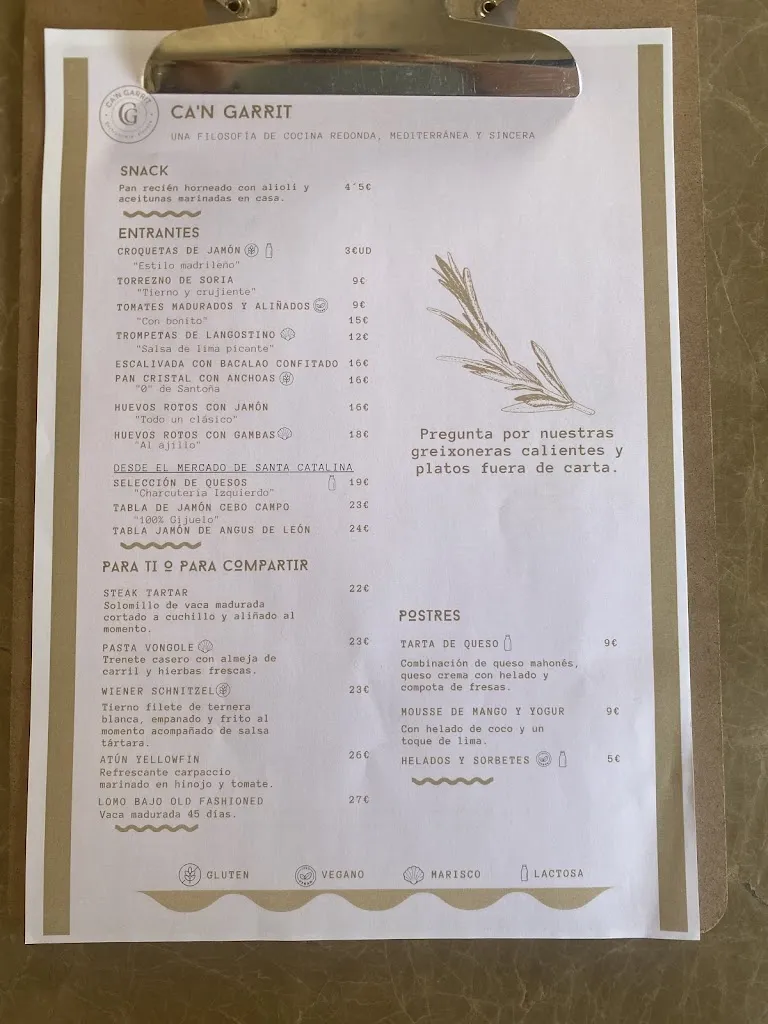 CA'N GARRIT
CG
CA'N GARRIT
UNA FILOSOFÍA DE COCINA REDONDA, MEDITERRÁNEA Y SINCERA
SNACK
Pan recién horneado con alioli y 4´5€
aceitunas marinadas en casa.
ENTRANTES
CROQUETAS DE JAMÓN 3€UD
"Estilo madrileño"
TORREZNO DE SORIA 9€
"Tierno y crujiente"
TOMATES MADURADOS Y ALIÑADOS 9€
"Con bonito" 15€
TROMPETAS DE LANGOSTINO 12€
"Salsa de lima picante"
ESCALIVADA CON BACALAO CONFITADO 16€
PAN CRISTAL CON ANCHOAS 16€
"0" de Santoña
HUEVOS ROTOS CON JAMÓN 16€
"Todo un clásico"
HUEVOS ROTOS CON GAMBAS 18€
"Al ajillo"
DESDE EL MERCADO DE SANTA CATALINA
SELECCIÓN DE QUESOS 19€
"Charcutería Izquierdo"
TABLA DE JAMÓN CEBO CAMPO 23€
"100% Gijuelo"
TABLA JAMÓN DE ANGUS DE LEÓN 24€
PARA TI O PARA COMPARTIR
STEAK TARTAR 22€
Solomillo de vaca madurada
cortado a cuchillo y aliñado al
momento.
PASTA VONGOLE 23€
Trenete casero con almeja de
carril y hierbas frescas.
WIENER SCHNITZEL 23€
Tierno filete de ternera
blanca, empanado y frito al
momento acompañado de salsa
tártara.
ATÚN YELLOWFIN 26€
Refrescante carpaccio
marinado en hinojo y tomate.
LOMO BAJO OLD FASHIONED 27€
Vaca madurada 45 días.
Pregunta por nuestras
greixoneras calientes y
platos fuera de carta.
POSTRES
TARTA DE QUESO 9€
Combinación de queso mahonés,
queso crema con helado y
compota de fresas.
MOUSSE DE MANGO Y YOGUR 9€
Con helado de coco y un
toque de lima.
HELADOS Y SORBETES 5€
GLUTEN VEGANO MARISCO LACTOSA